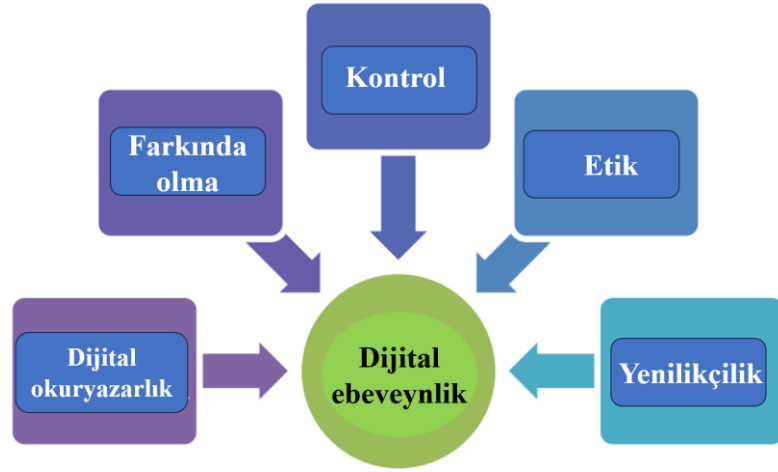 Kontrol
Farkında
olma
Etik
Dijital
okuryazarlık
Dijital
ebeveynlik
Yenilikçilik